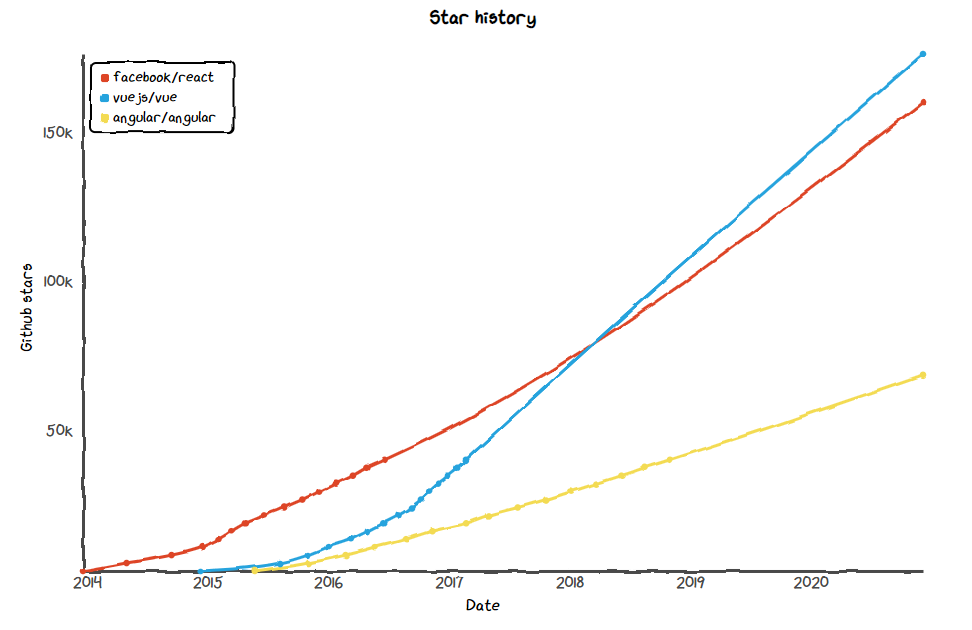 Star history
facebook/react
vuejs/vue
angular/angular
150k
100k
50k
Github stars
2014 2015 2016 2017 2018 2019 2020
Date